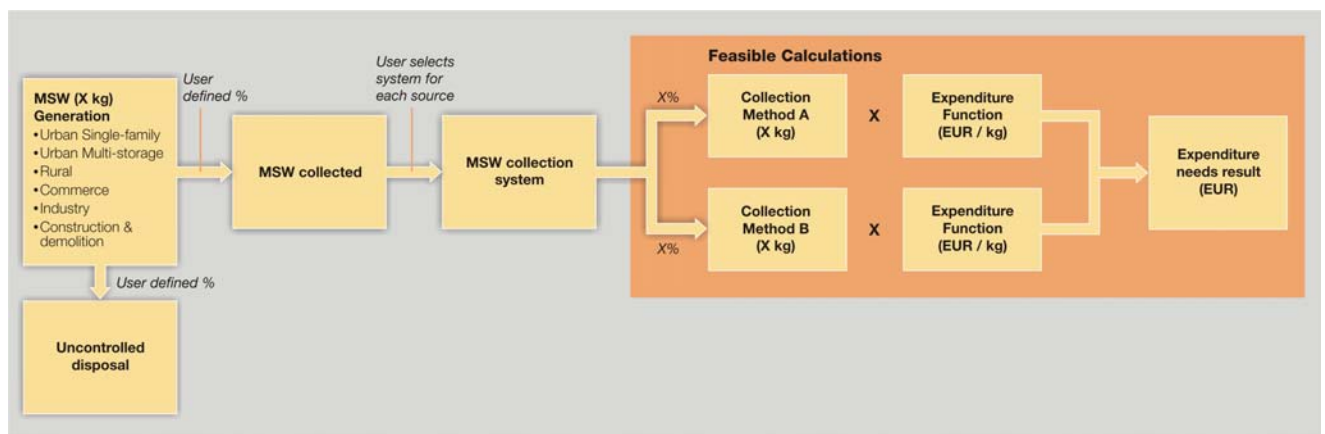 Feasible Calculations
User
defined %
User selects
system for
each source
MSW (X kg)
Generation
•Urban Single-family
•Urban Multi-storage
•Rural
•Commerce
•Industry
•Construction &
demolition
MSW collected
MSW collection
system
X%
Collection
Method A
(X kg)
X
Expenditure
Function
(EUR / kg)
Expenditure
needs result
(EUR)
X%
Collection
Method B
(X kg)
X
Expenditure
Function
(EUR / kg)
User defined %
Uncontrolled
disposal